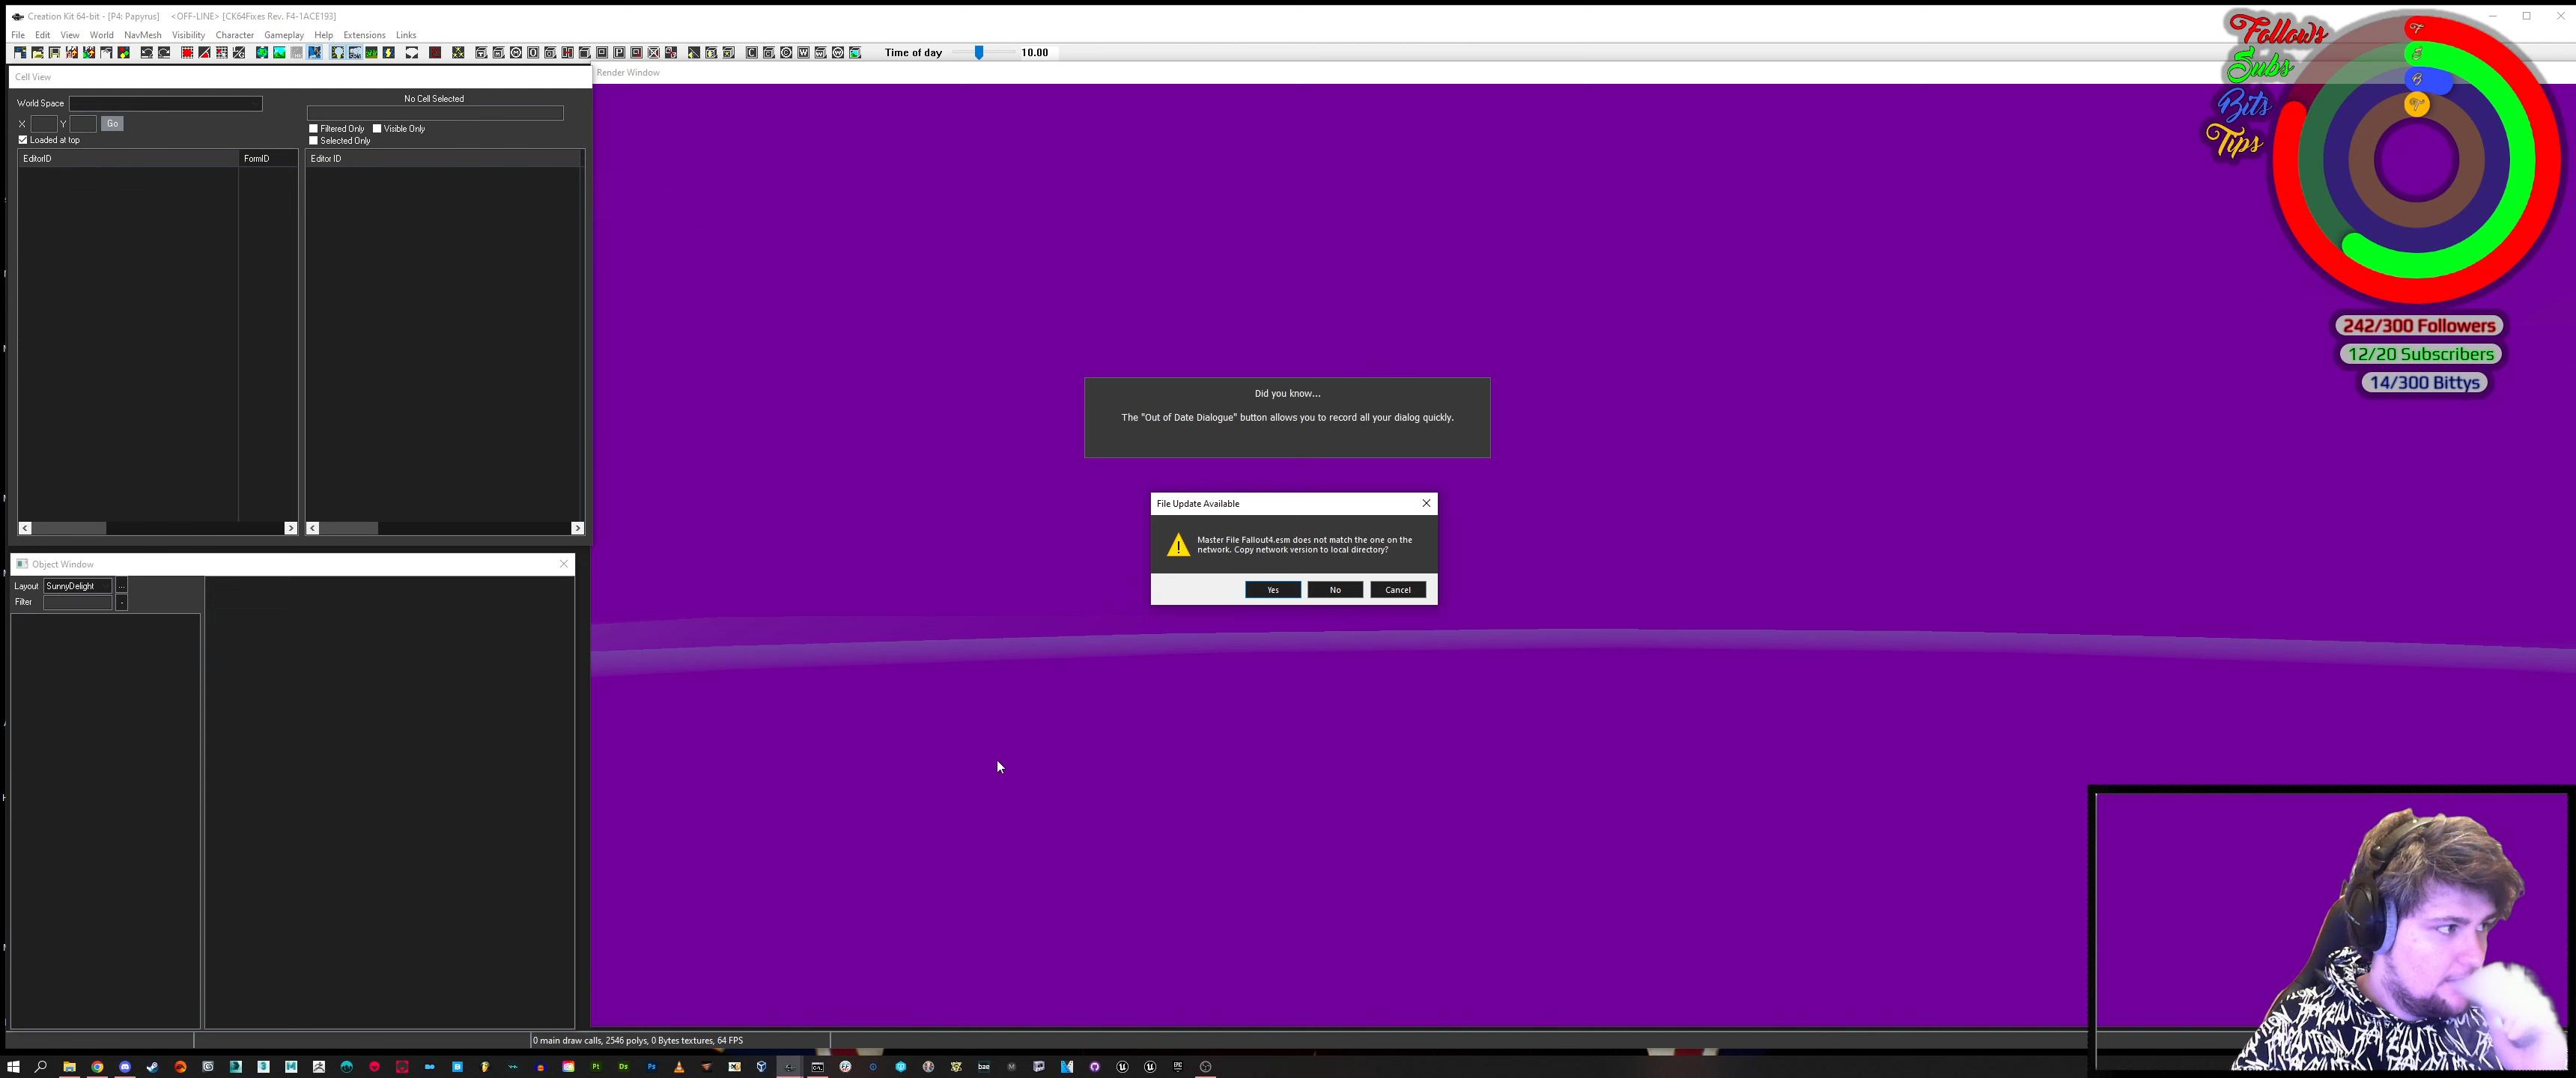 Creation Kit 64-bit - [P4: Papyrus] <OFF-LINE> [CK64Fixes Rev. F4-1ACE193]
File Edit View World NavMesh Visibility Character Gameplay Help Extensions Links
Time of day 10.00
Cell View
World Space
X Y Go
Loaded at top
No Cell Selected
Filtered Only Visible Only
Selected Only
EditorID FormID
Editor ID
Object Window
Layout SunnyDelight ...
Filter -
Render Window
Did you know...
The "Out of Date Dialogue" button allows you to record all your dialog quickly.
File Update Available
Master File Fallout4.esm does not match the one on the
network. Copy network version to local directory?
Yes No Cancel
Follows
Subs
Bits
Tips
242/300 Followers
12/20 Subscribers
14/300 Bittys
0 main draw calls, 2546 polys, 0 Bytes textures, 64 FPS
Pt Ds Ps
bae